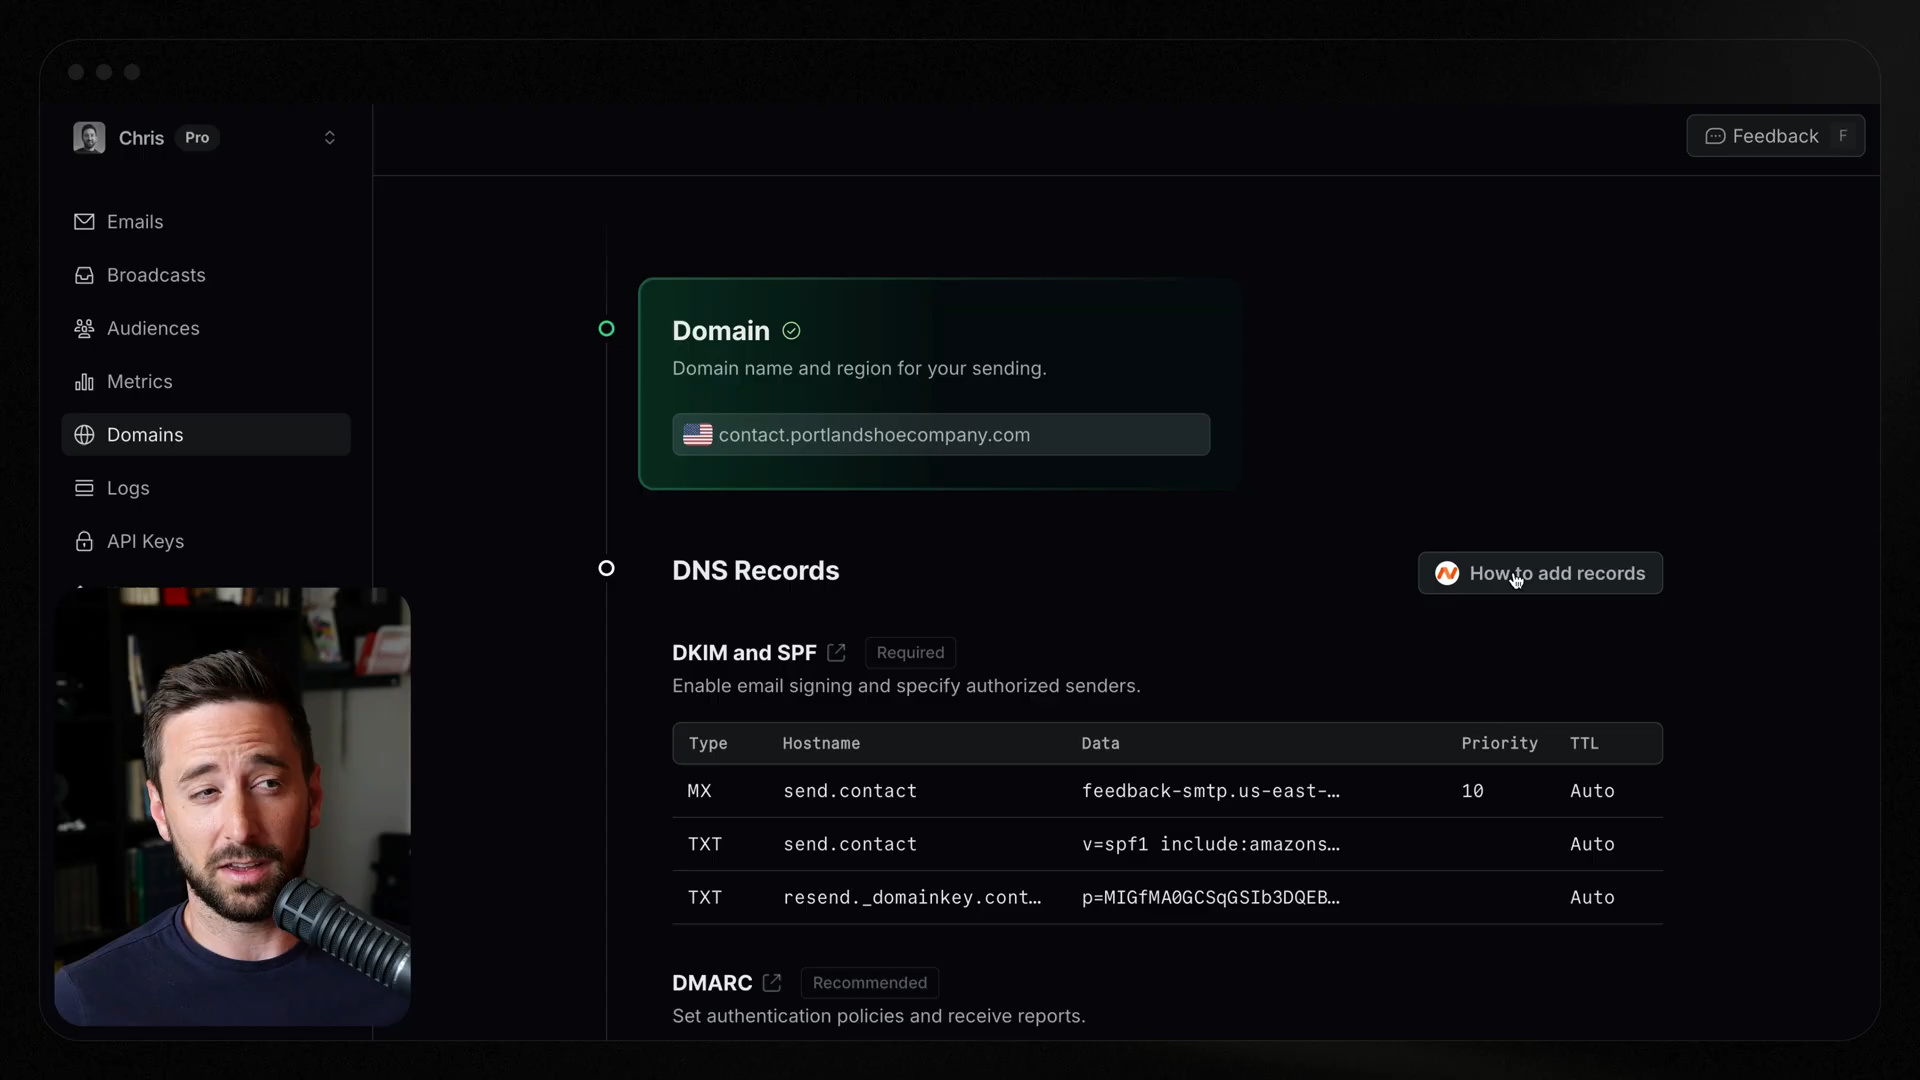 Chris Pro
Feedback F
Emails
Broadcasts
Audiences
Metrics
Domains
Logs
API Keys
Domain
Domain name and region for your sending.
contact.portlandshoecompany.com
DNS Records
How to add records
DKIM and SPF Required
Enable email signing and specify authorized senders.
Type Hostname Data Priority TTL
MX send.contact feedback-smtp.us-east-… 10 Auto
TXT send.contact v=spf1 include:amazons… Auto
TXT resend._domainkey.cont… p=MIGfMA0GCSqGSIb3DQEB… Auto
DMARC Recommended
Set authentication policies and receive reports.